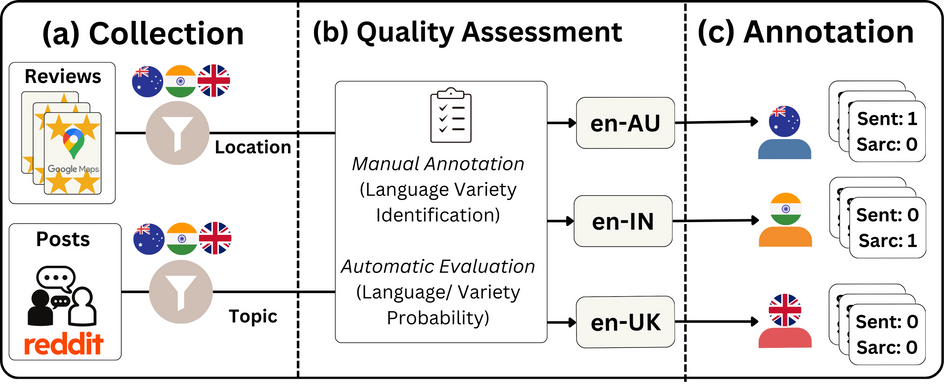 (a) Collection
Reviews
Google Maps
Location
Posts
reddit
Topic
(b) Quality Assessment
Manual Annotation
(Language Variety
Identification)
Automatic Evaluation
(Language/ Variety
Probability)
en-AU
en-IN
en-UK
(c) Annotation
Sent: 1
Sarc: 0
Sent: 0
Sarc: 1
Sent: 0
Sarc: 0